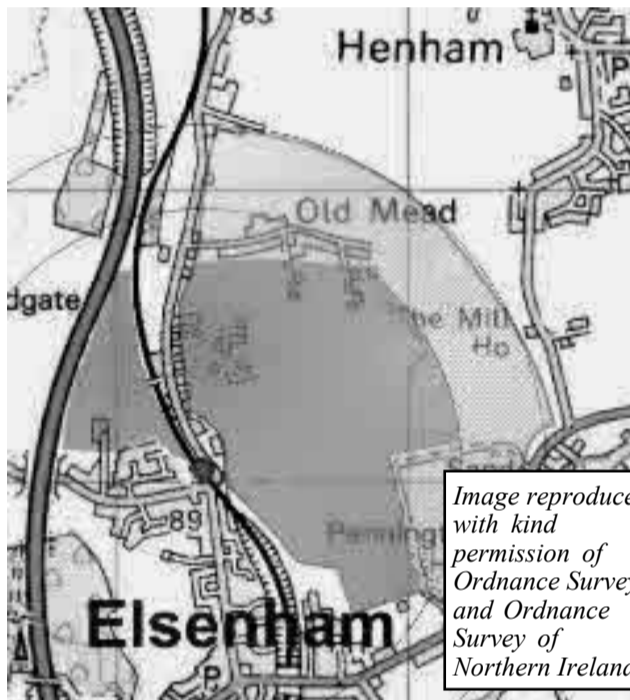 83
Henham
P
Old Mead
dgate
The Mill
Ho
89
Penningt
Elsenham
P
Image reproduce
with kind
permission of
Ordnance Survey
and Ordnance
Survey of
Northern Ireland